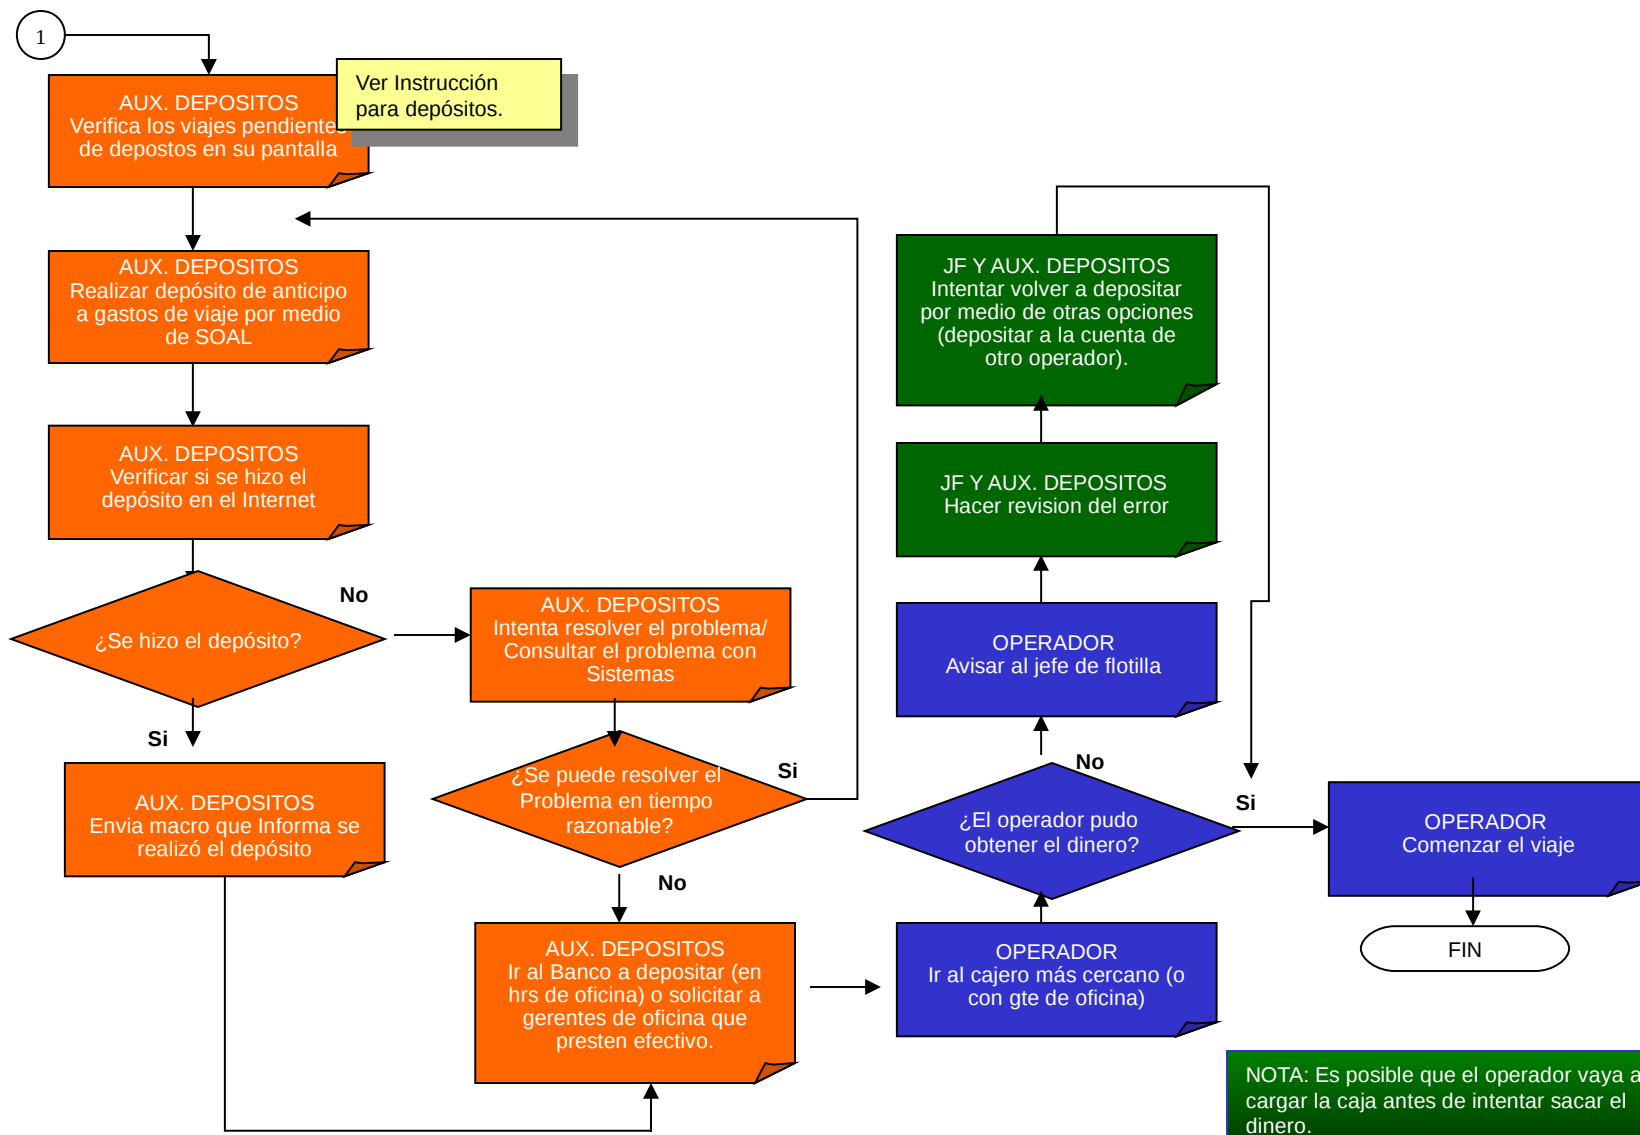 1
AUX. DEPOSITOS
Verifica los viajes pendientes
de depostos en su pantalla
Ver Instrucción
para depósitos.
AUX. DEPOSITOS
Realizar depósito de anticipo
a gastos de viaje por medio
de SOAL
AUX. DEPOSITOS
Verificar si se hizo el
depósito en el Internet
¿Se hizo el depósito?
No
Si
AUX. DEPOSITOS
Envia macro que Informa se
realizó el depósito
AUX. DEPOSITOS
Intenta resolver el problema/
Consultar el problema con
Sistemas
¿Se puede resolver el
Problema en tiempo
razonable?
Si
No
AUX. DEPOSITOS
Ir al Banco a depositar (en
hrs de oficina) o solicitar a
gerentes de oficina que
presten efectivo.
JF Y AUX. DEPOSITOS
Intentar volver a depositar
por medio de otras opciones
(depositar a la cuenta de
otro operador).
JF Y AUX. DEPOSITOS
Hacer revision del error
OPERADOR
Avisar al jefe de flotilla
No
¿El operador pudo
obtener el dinero?
Si
OPERADOR
Ir al cajero más cercano (o
con gte de oficina)
OPERADOR
Comenzar el viaje
FIN
NOTA: Es posible que el operador vaya a
cargar la caja antes de intentar sacar el
dinero.